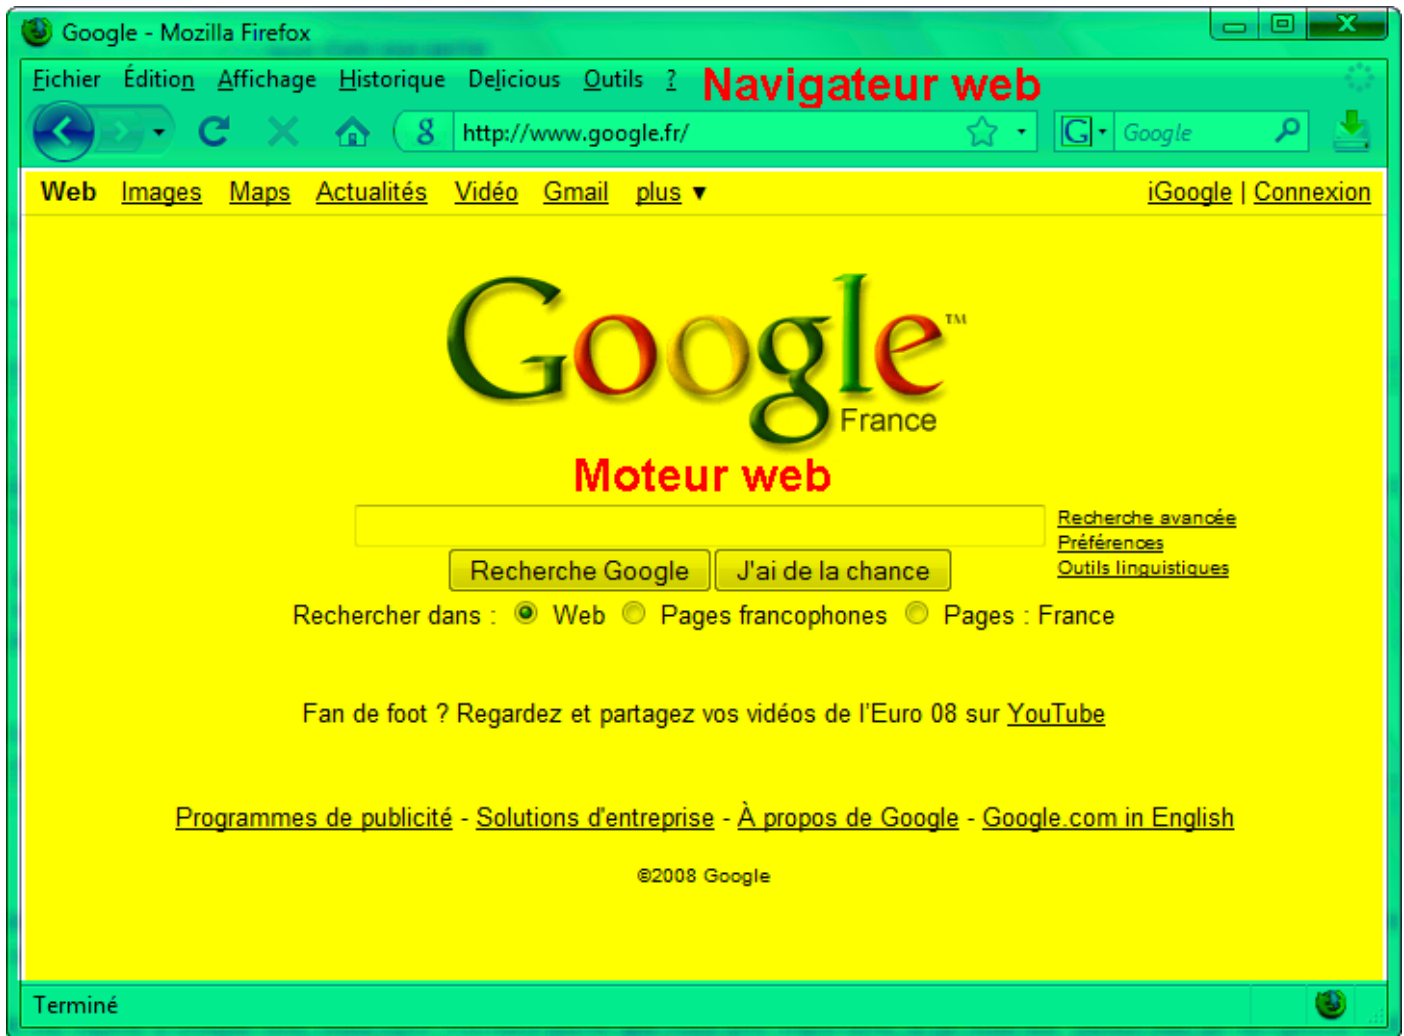 Google - Mozilla Firefox
Fichier Édition Affichage Historique Delicious Outils ? Navigateur web
g http://www.google.fr/ G Google
Web Images Maps Actualités Vidéo Gmail plus ▼ iGoogle | Connexion
Google™
France
Moteur web
Recherche avancée
Préférences
Recherche Google J'ai de la chance Outils linguistiques
Rechercher dans : Web Pages francophones Pages : France
Fan de foot ? Regardez et partagez vos vidéos de l'Euro 08 sur YouTube
Programmes de publicité - Solutions d'entreprise - À propos de Google - Google.com in English
©2008 Google
Terminé